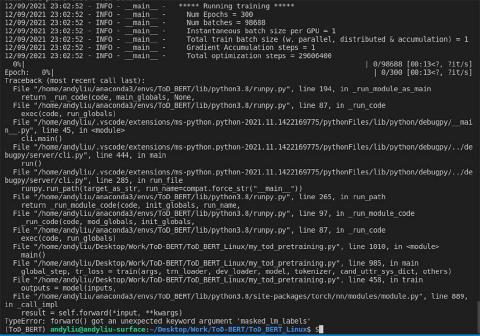 12/09/2021 23:02:52 - INFO - __main__ -   ***** Running training *****
12/09/2021 23:02:52 - INFO - __main__ -     Num Epochs = 300
12/09/2021 23:02:52 - INFO - __main__ -     Num batches = 98688
12/09/2021 23:02:52 - INFO - __main__ -     Instantaneous batch size per GPU = 1
12/09/2021 23:02:52 - INFO - __main__ -     Total train batch size (w. parallel, distributed & accumulation) = 1
12/09/2021 23:02:52 - INFO - __main__ -     Gradient Accumulation steps = 1
12/09/2021 23:02:52 - INFO - __main__ -     Total optimization steps = 29606400
0%| | 0/98688 [00:13<?, ?it/s]
Epoch:   0%| | 0/300 [00:13<?, ?it/s]
Traceback (most recent call last):
File "/home/andyliu/anaconda3/envs/ToD_BERT/lib/python3.8/runpy.py", line 194, in _run_module_as_main
return _run_code(code, main_globals, None,
File "/home/andyliu/anaconda3/envs/ToD_BERT/lib/python3.8/runpy.py", line 87, in _run_code
exec(code, run_globals)
File "/home/andyliu/.vscode/extensions/ms-python.python-2021.11.1422169775/pythonFiles/lib/python/debugpy/__mai
n__.py", line 45, in <module>
cli.main()
File "/home/andyliu/.vscode/extensions/ms-python.python-2021.11.1422169775/pythonFiles/lib/python/debugpy/../de
bugpy/server/cli.py", line 444, in main
run()
File "/home/andyliu/.vscode/extensions/ms-python.python-2021.11.1422169775/pythonFiles/lib/python/debugpy/../de
bugpy/server/cli.py", line 285, in run_file
runpy.run_path(target_as_str, run_name=compat.force_str("__main__"))
File "/home/andyliu/anaconda3/envs/ToD_BERT/lib/python3.8/runpy.py", line 265, in run_path
return _run_module_code(code, init_globals, run_name,
File "/home/andyliu/anaconda3/envs/ToD_BERT/lib/python3.8/runpy.py", line 97, in _run_module_code
_run_code(code, mod_globals, init_globals,
File "/home/andyliu/anaconda3/envs/ToD_BERT/lib/python3.8/runpy.py", line 87, in _run_code
exec(code, run_globals)
File "/home/andyliu/Desktop/Work/ToD-BERT/ToD_BERT_Linux/my_tod_pretraining.py", line 1010, in <module>
main()
File "/home/andyliu/Desktop/Work/ToD-BERT/ToD_BERT_Linux/my_tod_pretraining.py", line 985, in main
global_step, tr_loss = train(args, trn_loader, dev_loader, model, tokenizer, cand_uttr_sys_dict, others)
File "/home/andyliu/Desktop/Work/ToD-BERT/ToD_BERT_Linux/my_tod_pretraining.py", line 458, in train
outputs = model(inputs,
File "/home/andyliu/anaconda3/envs/ToD_BERT/lib/python3.8/site-packages/torch/nn/modules/module.py", line 889,
in _call_impl
result = self.forward(*input, **kwargs)
TypeError: forward() got an unexpected keyword argument 'masked_lm_labels'
(ToD_BERT) andyliu@andyliu-surface:~/Desktop/Work/ToD-BERT/ToD_BERT_Linux$ S